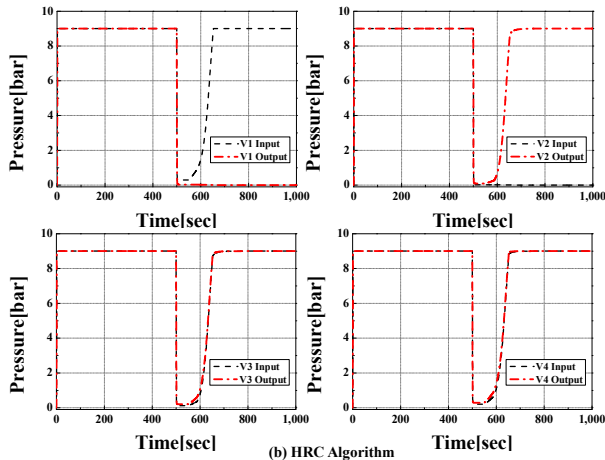 Pressure[bar]
10
8
6
4
2
0
V1 Input
V1 Output
0 200 400 600 800 1,000
Time[sec]
Pressure[bar]
10
8
6
4
2
0
V2 Input
V2 Output
0 200 400 600 800 1,000
Time[sec]
Pressure[bar]
10
8
6
4
2
0
V3 Input
V3 Output
0 200 400 600 800 1,000
Time[sec]
Pressure[bar]
10
8
6
4
2
0
V4 Input
V4 Output
0 200 400 600 800 1,000
Time[sec]
(b) HRC Algorithm